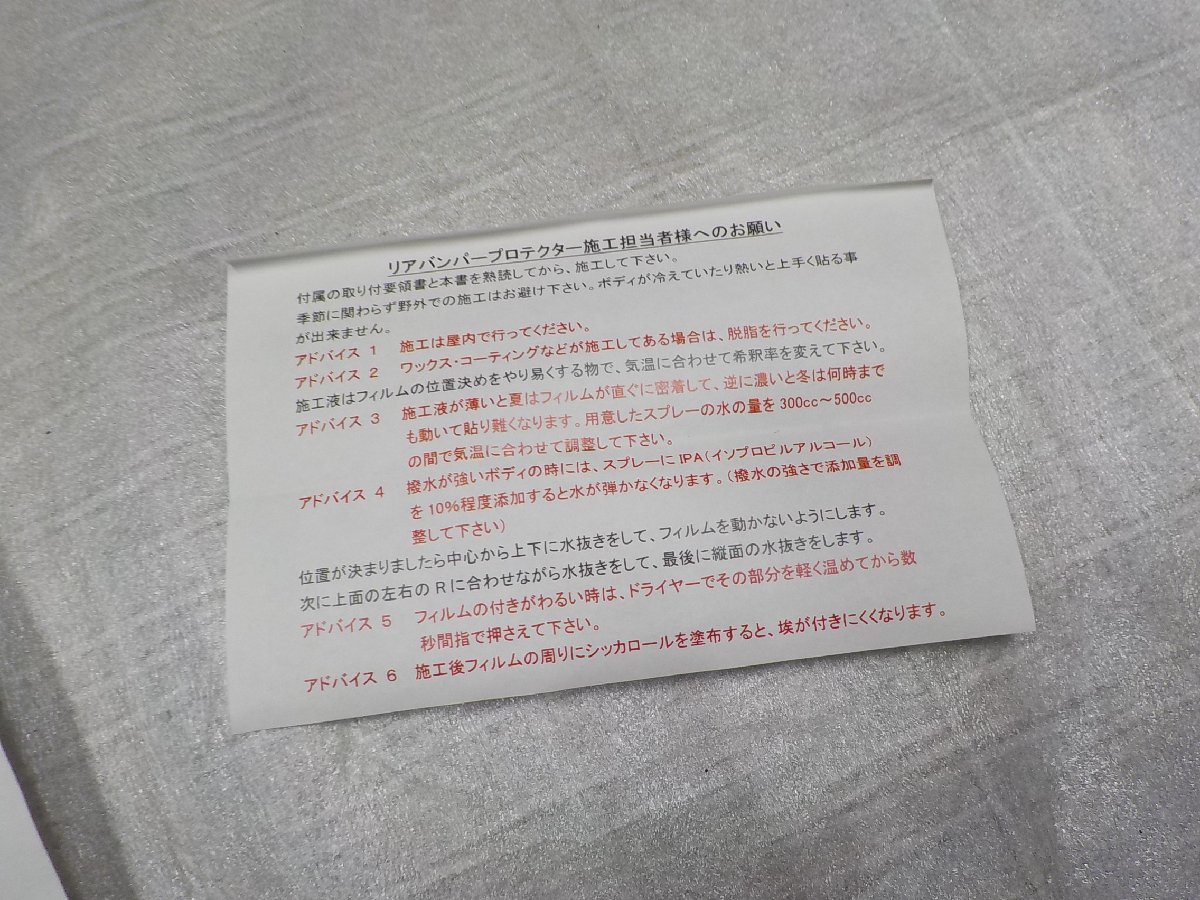 リアバンパープロテクター施工担当者様へのお願い
付属の取り付要領書と本書を熟読してから、施工して下さい。
季節に関わらず野外での施工はお避け下さい。ボディが冷えていたり熱いと上手く貼る事
が出来ません。
アドバイス 1 施工は屋内で行ってください。
アドバイス 2 ワックス・コーティングなどが施工してある場合は、脱脂を行ってください。
施工液はフィルムの位置決めをやり易くする物で、気温に合わせて希釈率を変えて下さい。
アドバイス 3 施工液が薄いと夏はフィルムが直ぐに密着して、逆に濃いと冬は何時まで
も動いて貼り難くなります。用意したスプレーの水の量を300cc～500cc
の間で気温に合わせて調整して下さい。
アドバイス 4 撥水が強いボディの時には、スプレーにIPA(イソプロピルアルコール)
を10%程度添加すると水が弾かなくなります。(撥水の強さで添加量を調
整して下さい)
位置が決まりましたら中心から上下に水抜きをして、フィルムを動かないようにします。
次に上面の左右のRに合わせながら水抜きをして、最後に縦面の水抜きをします。
アドバイス 5 フィルムの付きがわるい時は、ドライヤーでその部分を軽く温めてから数
秒間指で押さえて下さい。
アドバイス 6 施工後フィルムの周りにシッカロールを塗布すると、埃が付きにくくなります。